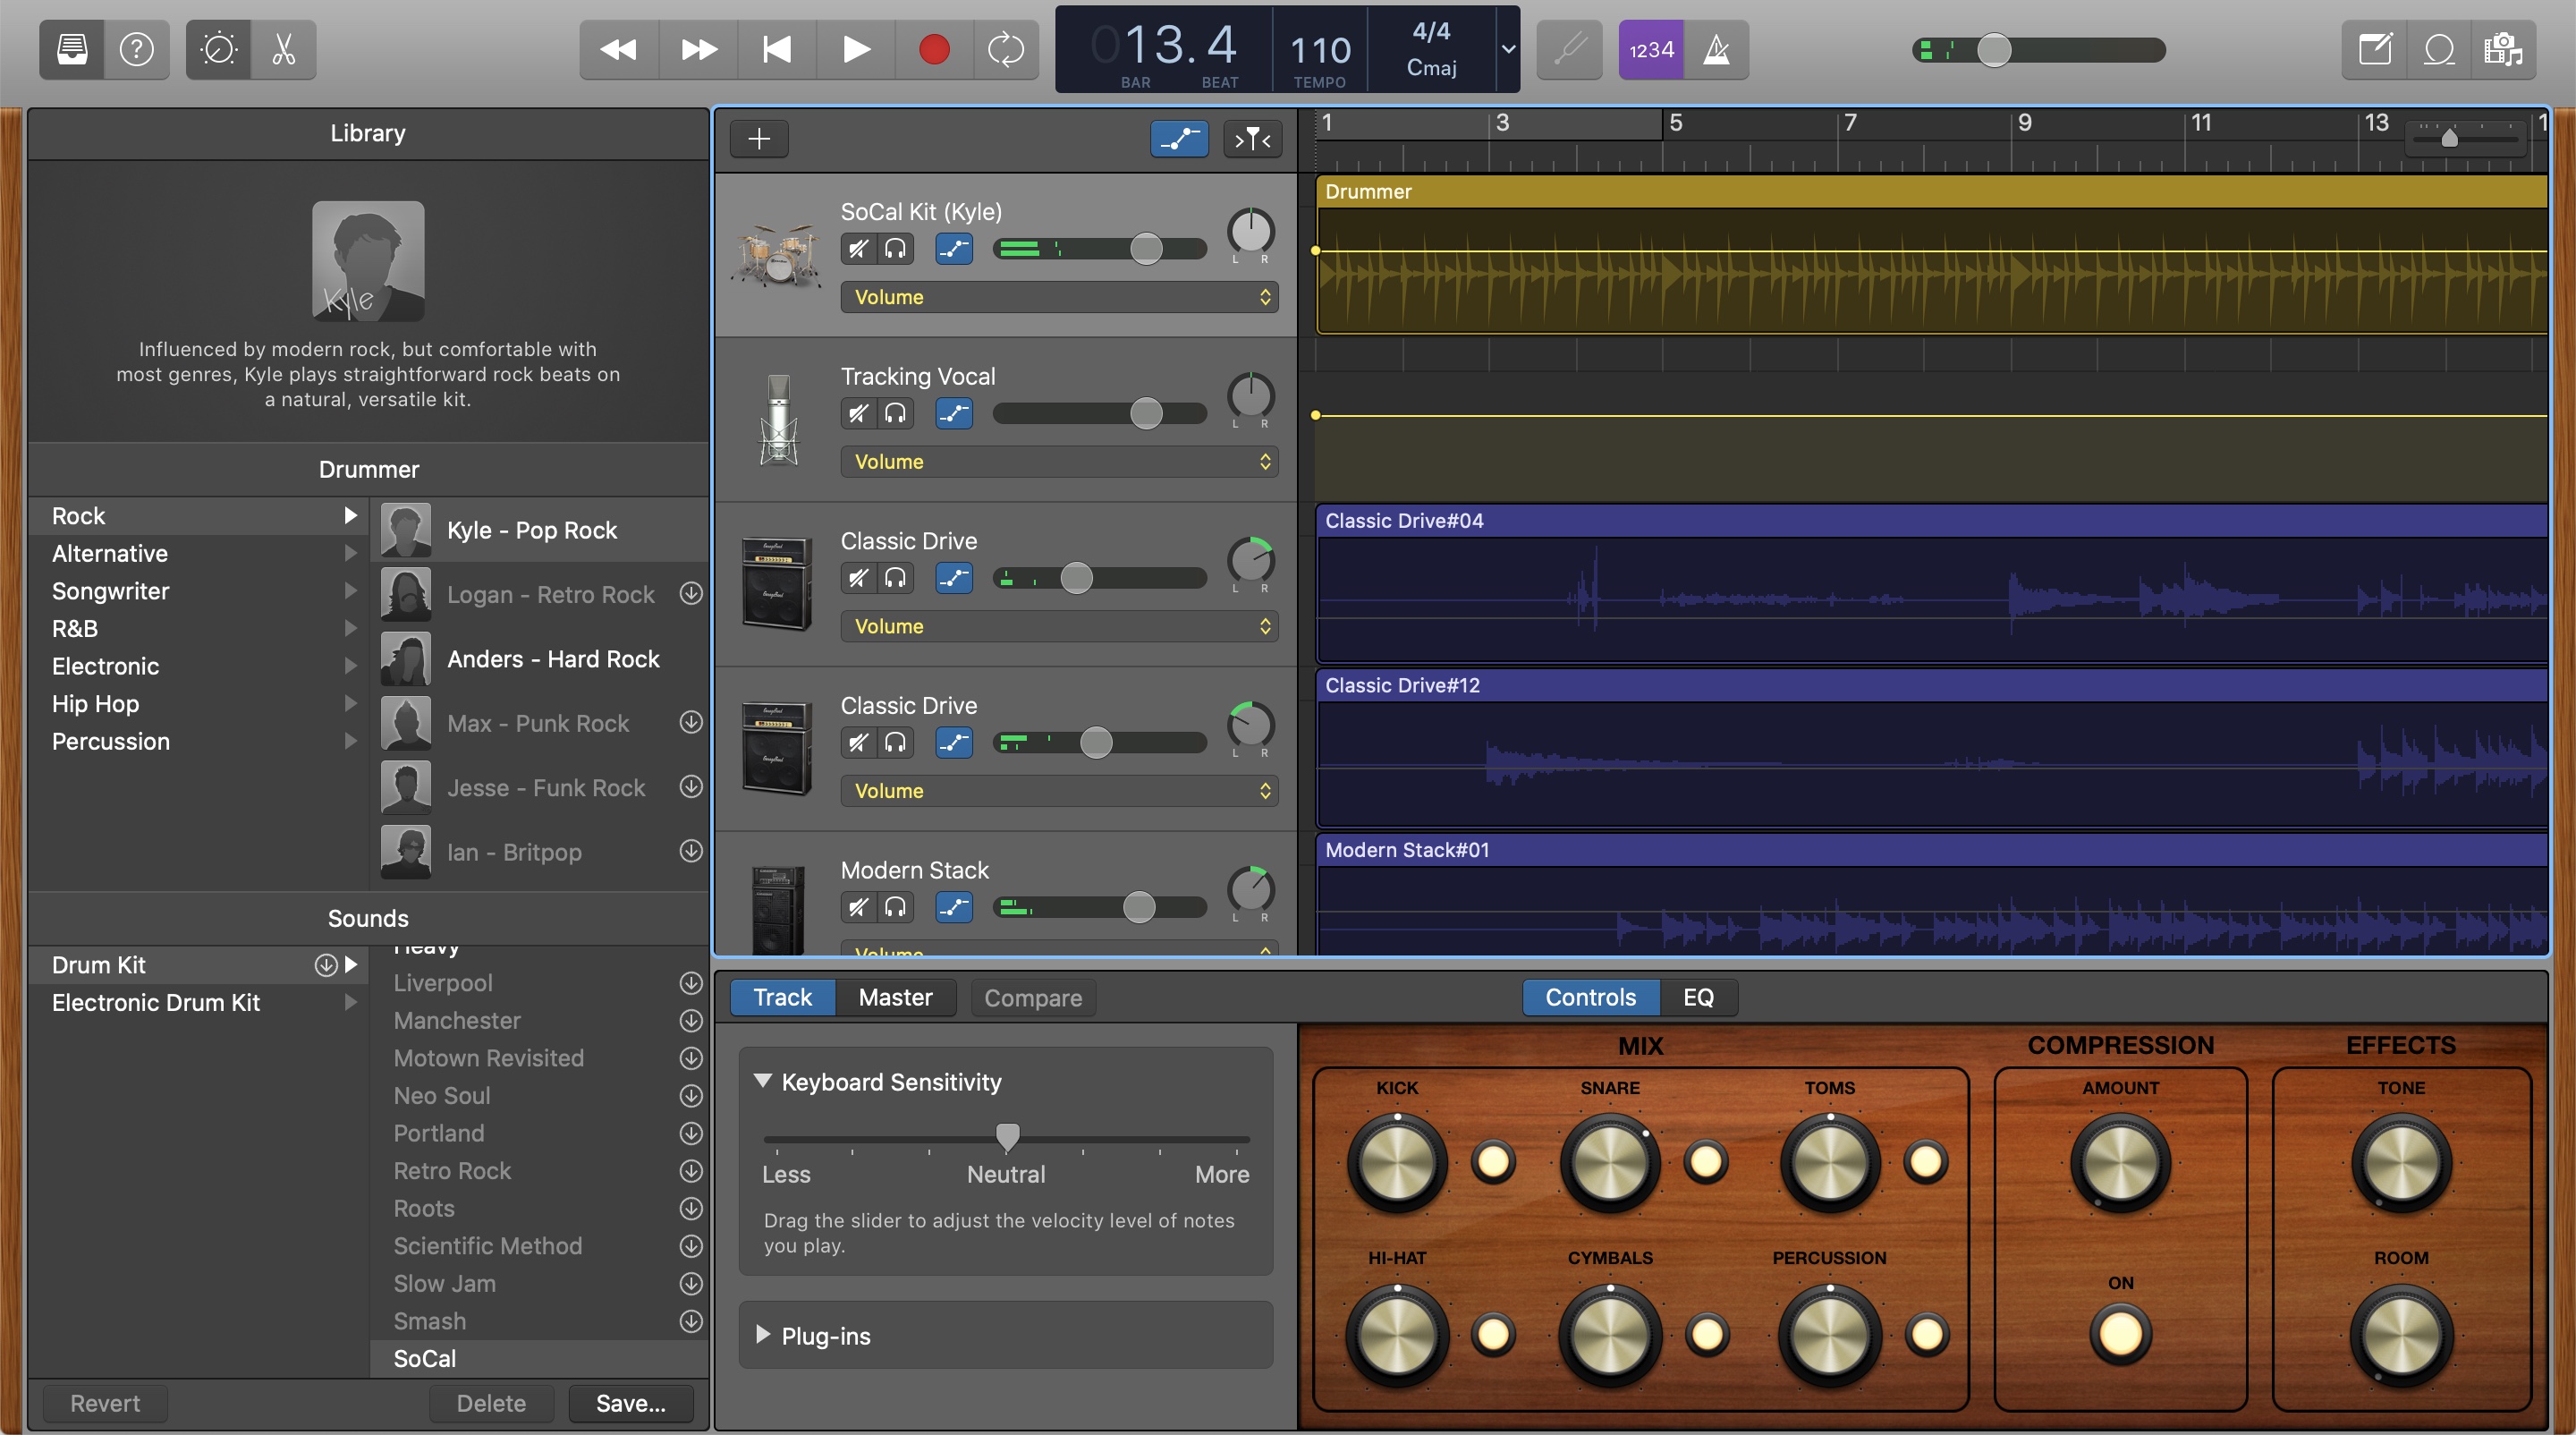 013.4
BAR
BEAT
110
TEMPO
4/4
Cmaj
1234
Library
Kyle
Influenced by modern rock, but comfortable with
most genres, Kyle plays straightforward rock beats on
a natural, versatile kit.
Drummer
Rock
Alternative
Songwriter
R&B
Electronic
Hip Hop
Percussion
Kyle - Pop Rock
Logan - Retro Rock
Anders - Hard Rock
Max - Punk Rock
Jesse - Funk Rock
Ian - Britpop
Sounds
Drum Kit
Electronic Drum Kit
Heavy
Liverpool
Manchester
Motown Revisited
Neo Soul
Portland
Retro Rock
Roots
Scientific Method
Slow Jam
Smash
SoCal
Revert
Delete
Save...
1 3 5 7 9 11 13 1
SoCal Kit (Kyle)
L R
Volume
Tracking Vocal
L R
Volume
Classic Drive
L R
Volume
Classic Drive
L R
Volume
Modern Stack
L R
Volume
Drummer
Classic Drive#04
Classic Drive#12
Modern Stack#01
Track
Master
Compare
Controls
EQ
Keyboard Sensitivity
Less
Neutral
More
Drag the slider to adjust the velocity level of notes
you play.
Plug-ins
MIX
KICK
SNARE
TOMS
HI-HAT
CYMBALS
PERCUSSION
COMPRESSION
AMOUNT
ON
EFFECTS
TONE
ROOM